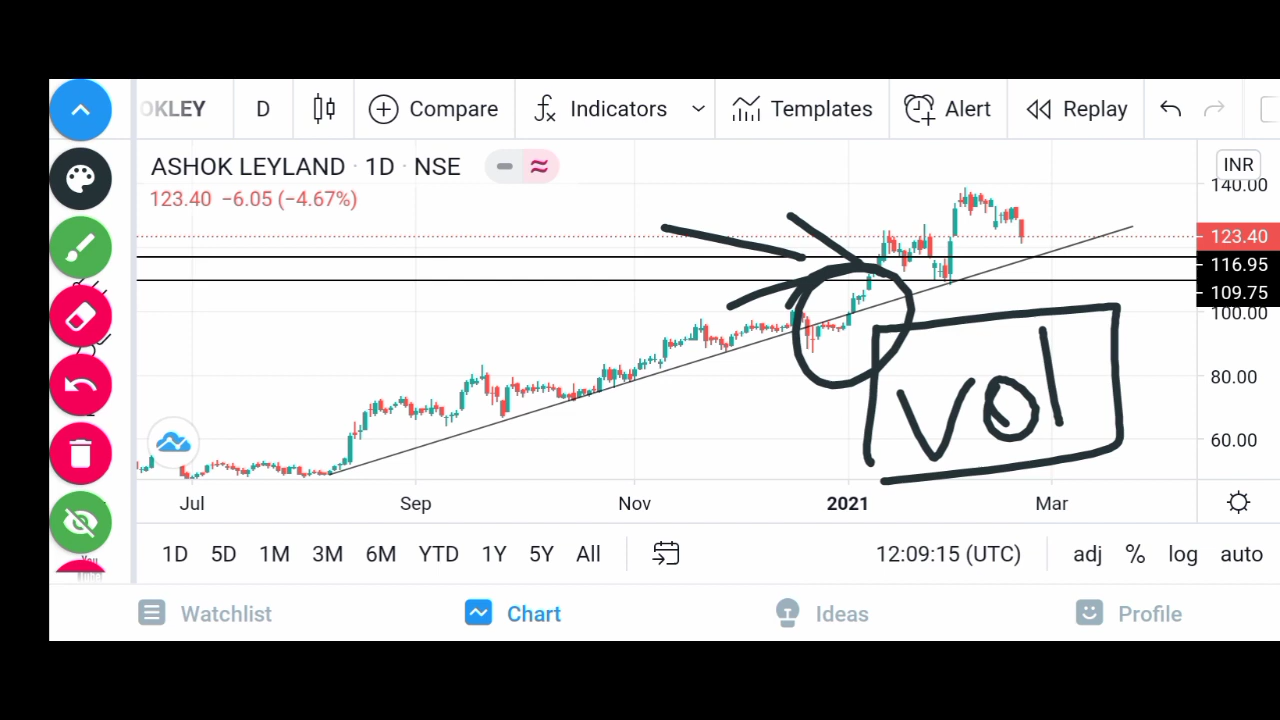 OKLEY D Compare Indicators Templates Alert Replay
ASHOK LEYLAND · 1D · NSE
INR
123.40 −6.05 (−4.67%)
140.00
123.40
116.95
109.75
100.00
80.00
60.00
vol
Jul Sep Nov 2021 Mar
1D 5D 1M 3M 6M YTD 1Y 5Y All 12:09:15 (UTC) adj % log auto
Watchlist Chart Ideas Profile